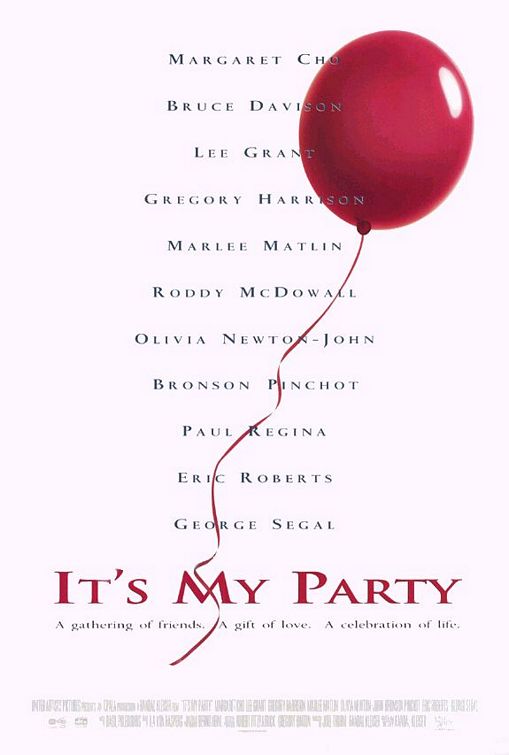 Margaret Cho
Bruce Davison
Lee Grant
Gregory Harrison
Marlee Matlin
Roddy McDowall
Olivia Newton-John
Bronson Pinchot
Paul Regina
Eric Roberts
George Segal
It's My Party
A gathering of friends. A gift of love. A celebration of life.